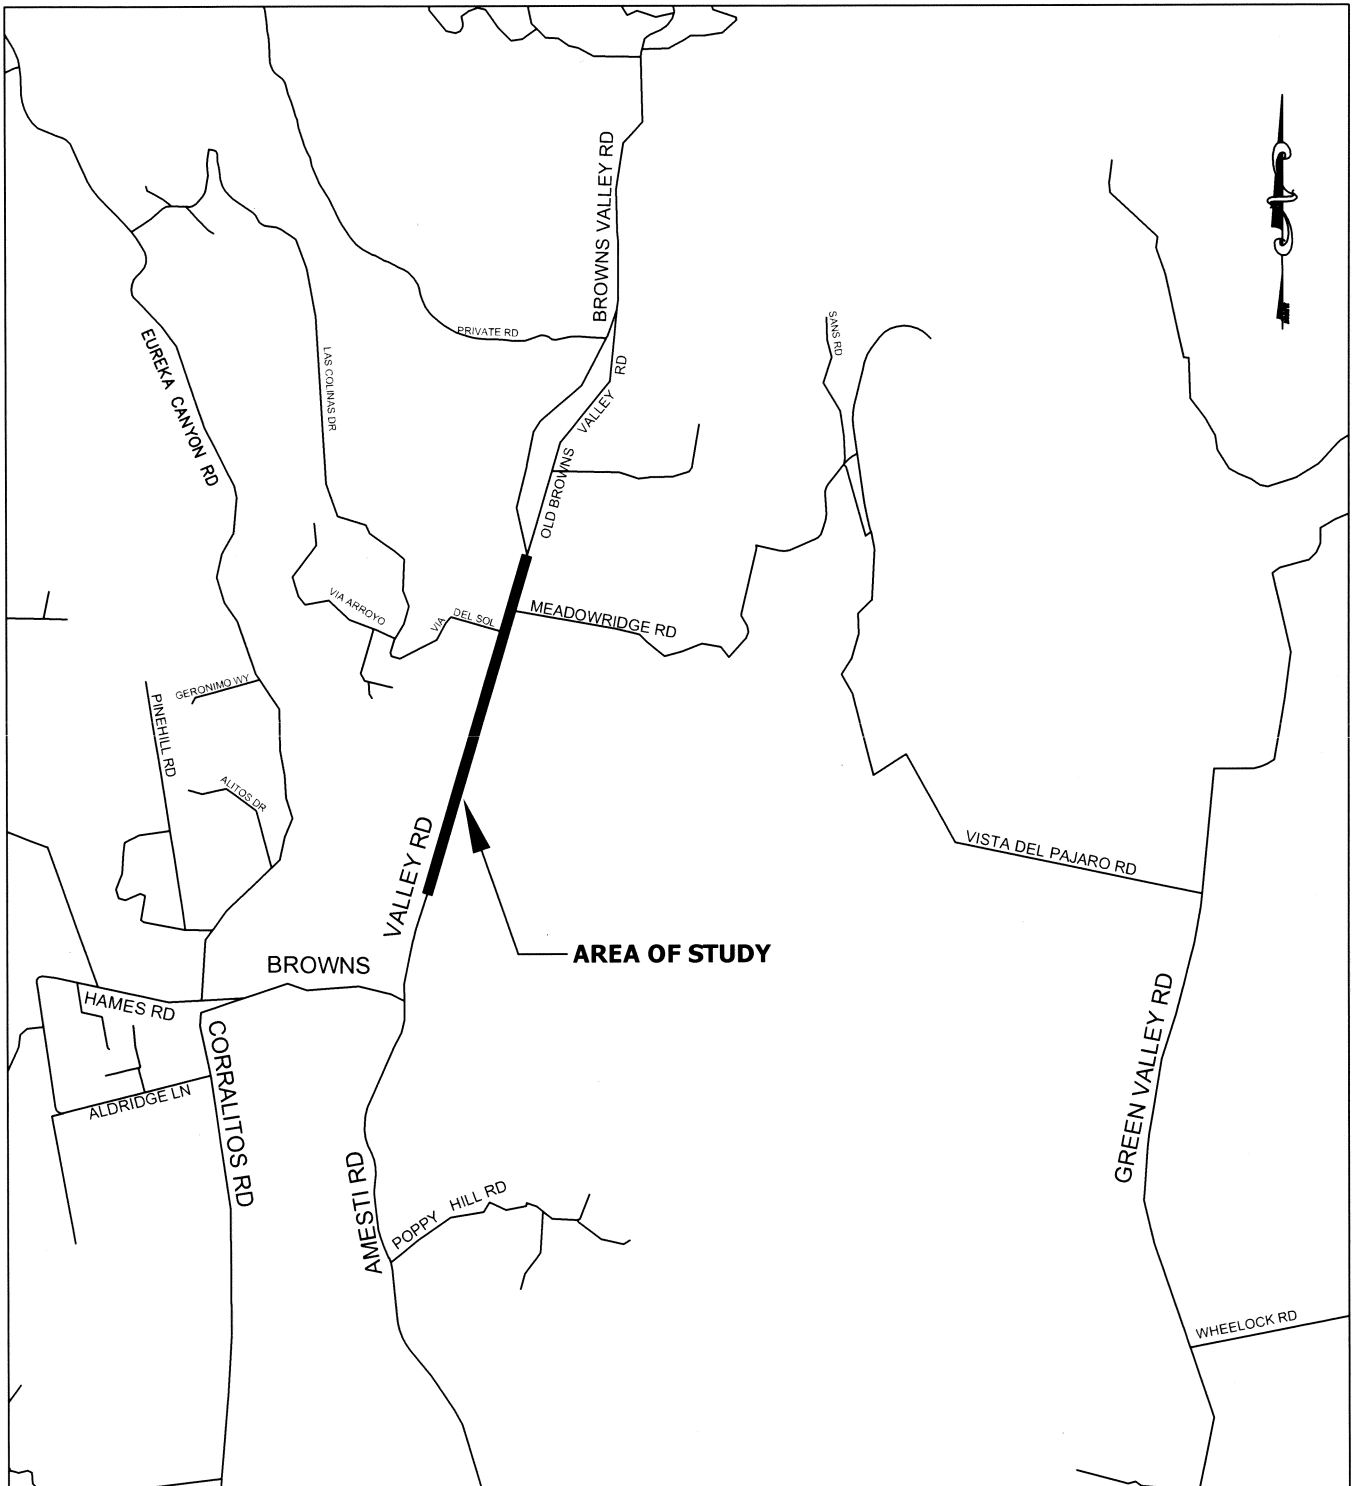 BROWNS VALLEY RD
PRIVATE RD
SANS RD
EUREKA CANYON RD
LAS COLINAS DR
OLD BROWNS VALLEY RD
VIA ARROYO
VIA DEL SOL
MEADOWRIDGE RD
GERONIMO WY
PINEHILL RD
ALITOS DR
VALLEY RD
VISTA DEL PAJARO RD
AREA OF STUDY
BROWNS
HAMES RD
CORRALITOS RD
ALDRIDGE LN
GREEN VALLEY RD
AMESTI RD
POPPY HILL RD
WHEELOCK RD